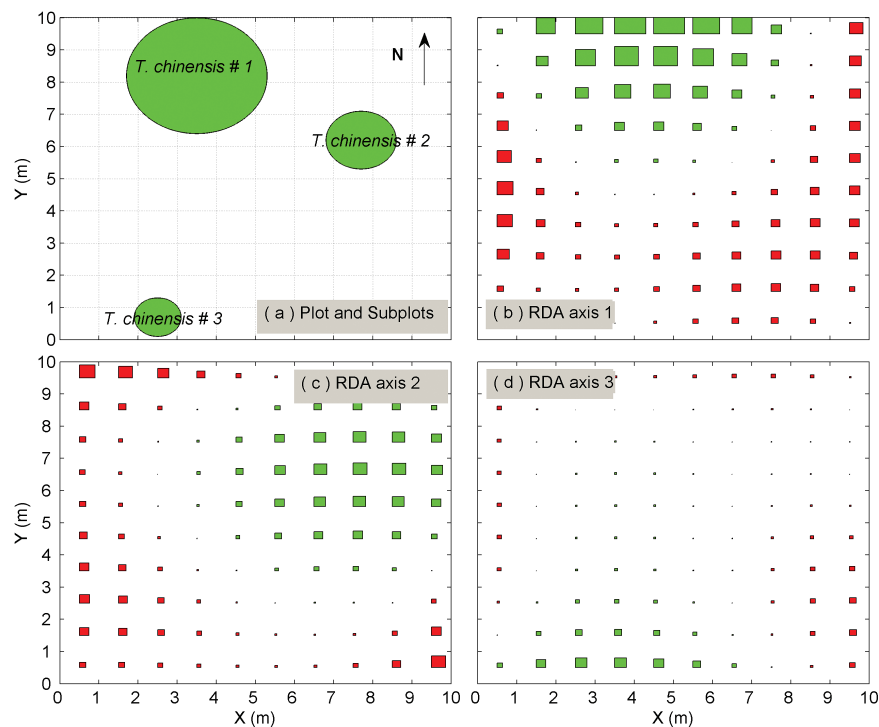 10
9
8
7
6
5
4
3
2
1
0
Y (m)
T. chinensis # 1
N
T. chinensis # 2
T. chinensis # 3
( a ) Plot and Subplots
( b ) RDA axis 1
10
9
8
7
6
5
4
3
2
1
0
Y (m)
( c ) RDA axis 2
0 1 2 3 4 5 6 7 8 9 10
X (m)
( d ) RDA axis 3
0 1 2 3 4 5 6 7 8 9 10
X (m)